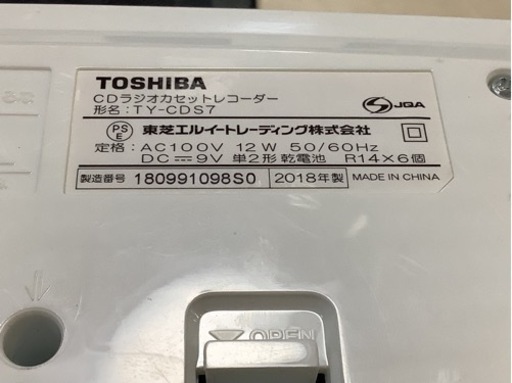 TOSHIBA
CDラジオカセットレコーダー
形名：TY-CDS7
JQA
PS
E
東芝エルイートレーディング株式会社
定格：AC100V 12W 50/60Hz
DC⎓9V 単2形 乾電池 R14×6個
製造番号 180991098S0 2018年製 MADE IN CHINA
OPEN